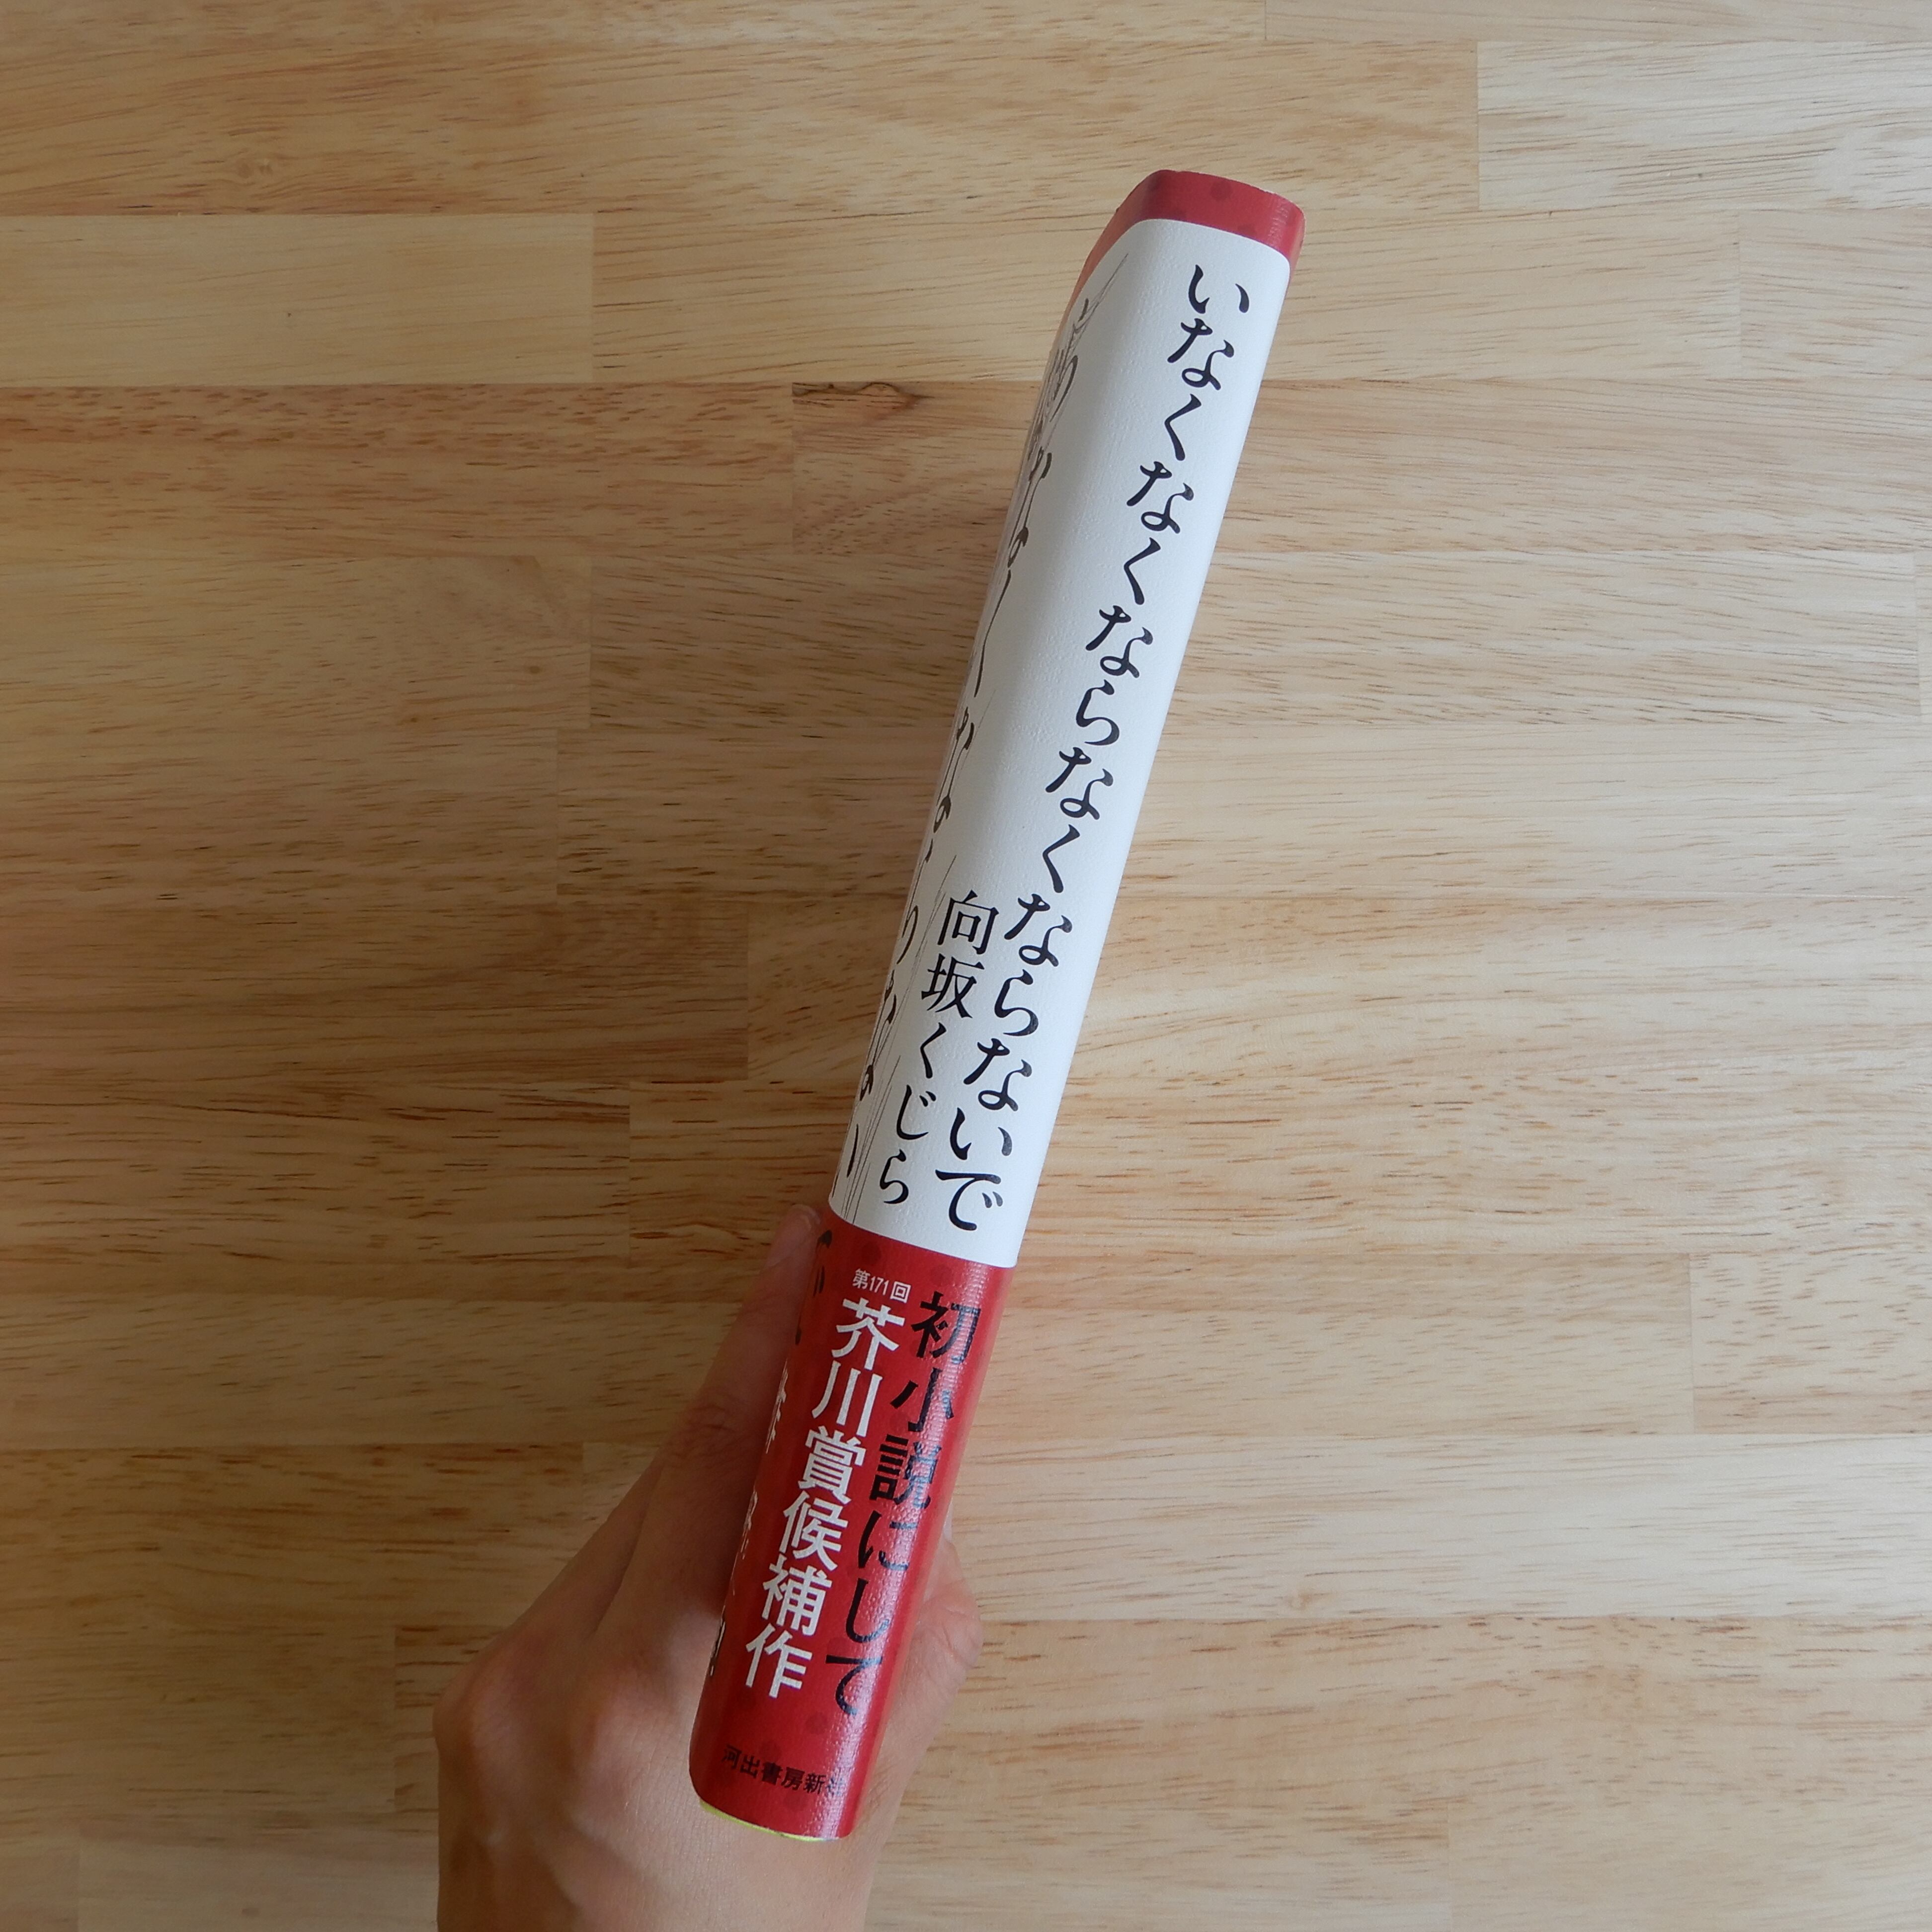 いなくなくならなくならないで
向坂くじら
初小説にして
第171回
芥川賞候補作
河出書房新社